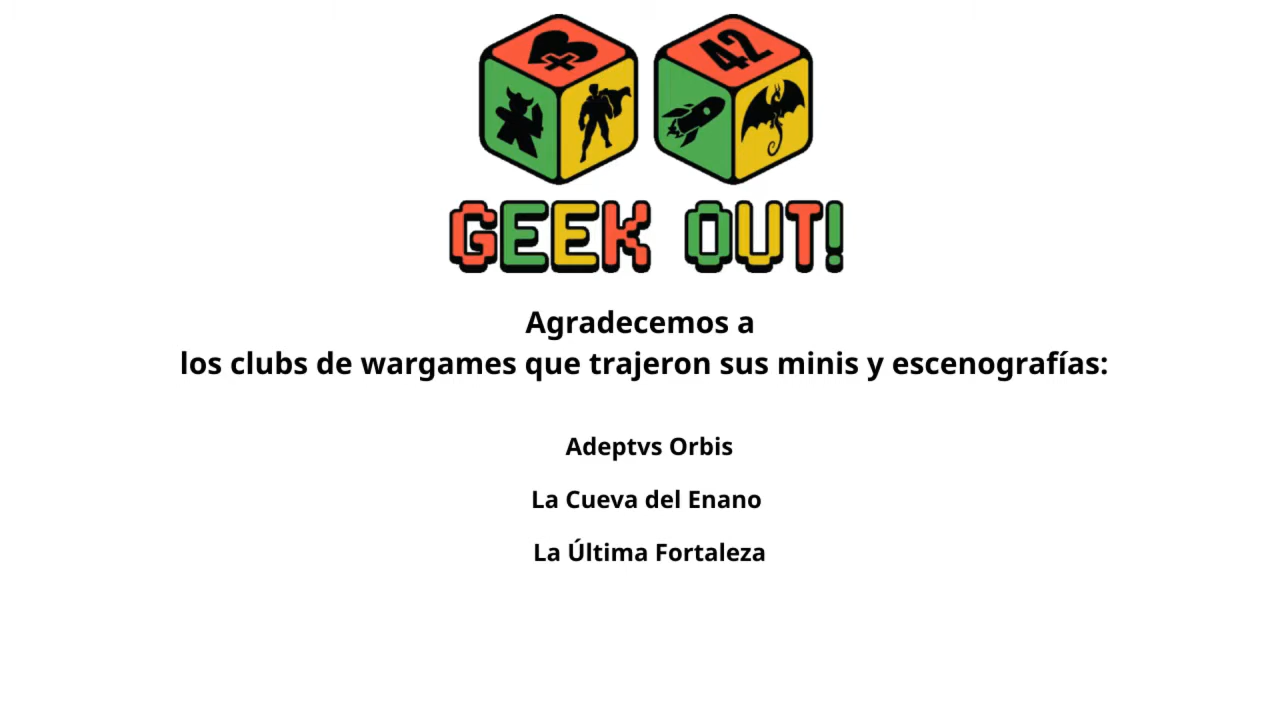 42
GEEK OUT!
Agradecemos a
los clubs de wargames que trajeron sus minis y escenografías:
Adeptvs Orbis
La Cueva del Enano
La Última Fortaleza